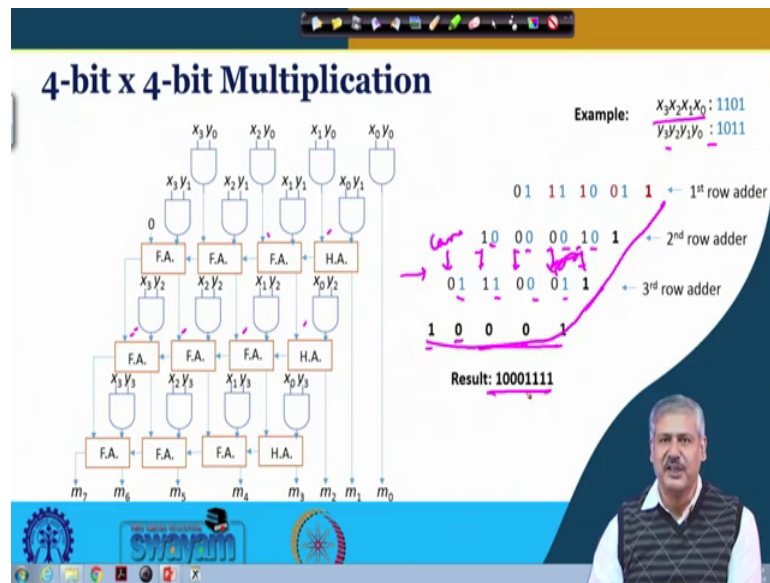 4-bit x 4-bit Multiplication
Example: x3x2x1x0 : 1101
y3y2y1y0 : 1011
x3y0 x2y0 x1y0 x0y0
x3y1 x2y1 x1y1 x0y1
0
01 11 10 01 1 ← 1st row adder
F.A. F.A. F.A. H.A.
10 00 00 10 1 ← 2nd row adder
x3y2 x2y2 x1y2 x0y2
01 11 00 01 1 ← 3rd row adder
F.A. F.A. F.A. H.A.
1 0 0 0 1
x3y3 x2y3 x1y3 x0y3
Result: 10001111
F.A. F.A. F.A. H.A.
m7 m6 m5 m4 m3 m2 m1 m0
swayam